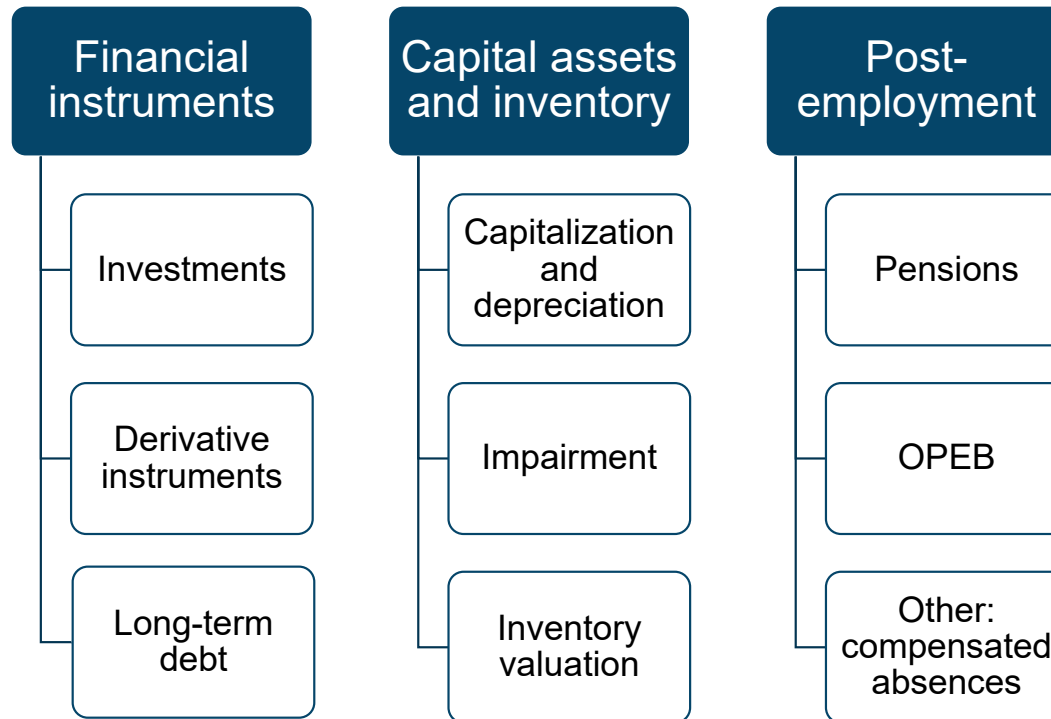 Financial
instruments
Investments
Derivative
instruments
Long-term
debt
Capital assets
and inventory
Capitalization
and
depreciation
Impairment
Inventory
valuation
Post-
employment
Pensions
OPEB
Other:
compensated
absences